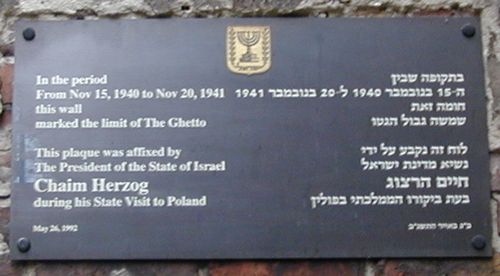 In the period
From Nov 15, 1940 to Nov 20, 1941
this wall
marked the limit of The Ghetto
This plaque was affixed by
The President of the State of Israel
Chaim Herzog
during his State Visit to Poland
May 26, 1992
בתקופה שבין
ה-15 בנובמבר 1940 ל-20 בנובמבר 1941
חומה זאת
שמשה גבול הגטו
לוח זה נקבע על ידי
נשיא מדינת ישראל
חיים הרצוג
בעת ביקורו הממלכתי בפולין
כ״ג באייר התשנ״ב